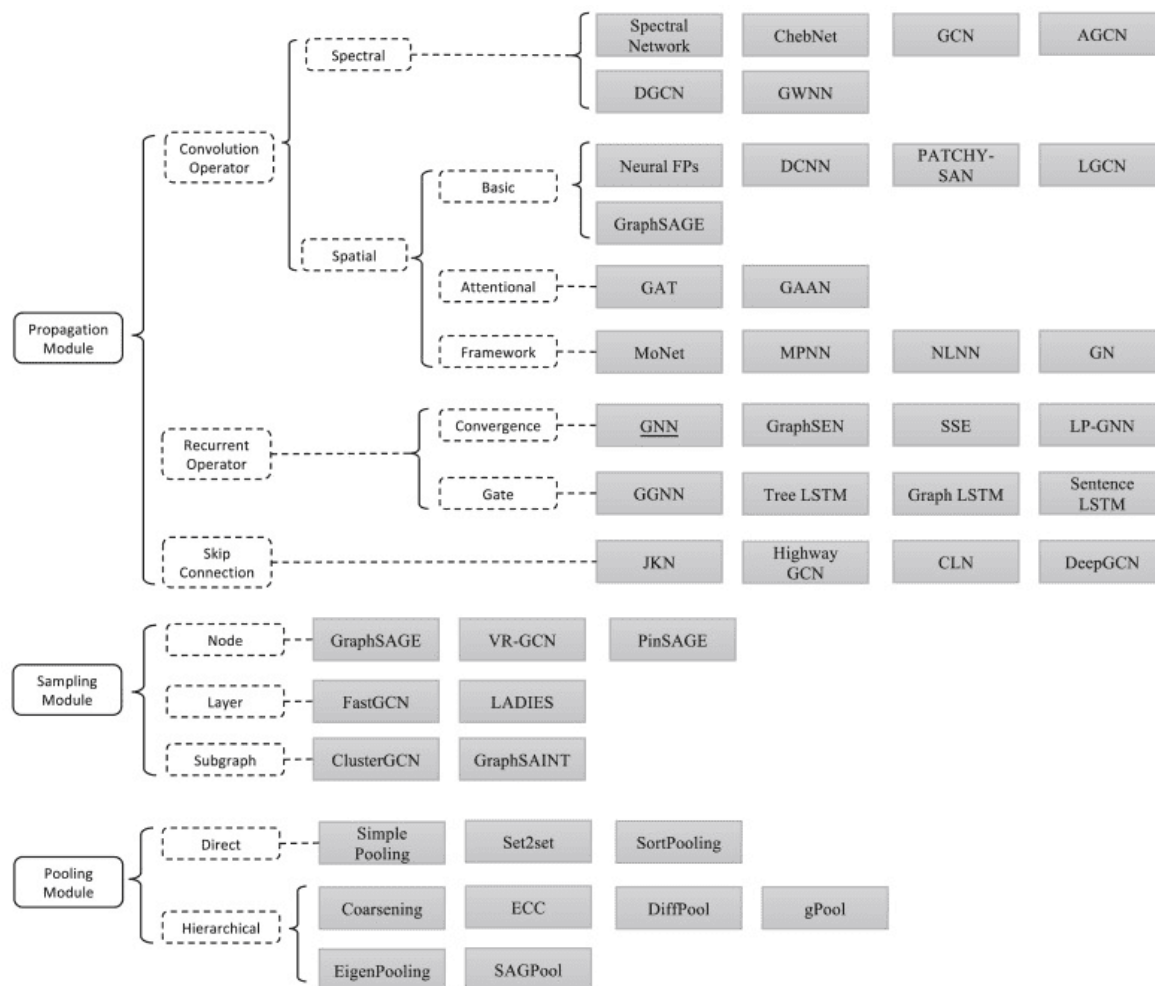 Spectral
Network
ChebNet
GCN
AGCN
Spectral
DGCN
GWNN
Convolution
Operator
Neural FPs
DCNN
PATCHY-
SAN
LGCN
Basic
GraphSAGE
Spatial
Attentional
GAT
GAAN
Propagation
Module
Framework
MoNet
MPNN
NLNN
GN
Recurrent
Operator
Convergence
GNN
GraphSEN
SSE
LP-GNN
Gate
GGNN
Tree LSTM
Graph LSTM
Sentence
LSTM
Skip
Connection
JKN
Highway
GCN
CLN
DeepGCN
Node
GraphSAGE
VR-GCN
PinSAGE
Sampling
Module
Layer
FastGCN
LADIES
Subgraph
ClusterGCN
GraphSAINT
Direct
Simple
Pooling
Set2set
SortPooling
Pooling
Module
Hierarchical
Coarsening
ECC
DiffPool
gPool
EigenPooling
SAGPool